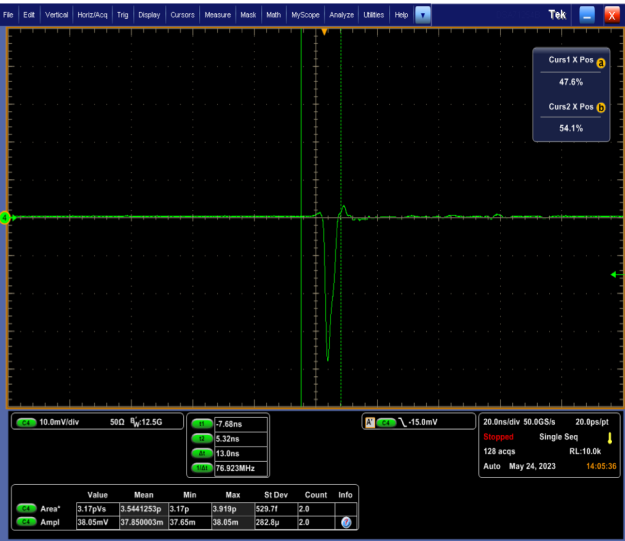 File Edit Vertical Horiz/Acq Trig Display Cursors Measure Mask Math MyScope Analyze Utilities Help Tek X
Curs1 X Pos a
47.6%
Curs2 X Pos b
54.1%
4
C4 10.0mV/div 50Ω BW:12.5G
t1 -7.68ns
t2 5.32ns
Δt 13.0ns
1/Δt 76.923MHz
A' C4 -15.0mV
20.0ns/div 50.0GS/s 20.0ps/pt
Stopped Single Seq
128 acqs RL:10.0k
Auto May 24, 2023 14:05:36
Value Mean Min Max St Dev Count Info
C4 Area* 3.17pVs 3.5441253p 3.17p 3.919p 529.7f 2.0
C4 Ampl 38.05mV 37.850003m 37.65m 38.05m 282.8µ 2.0